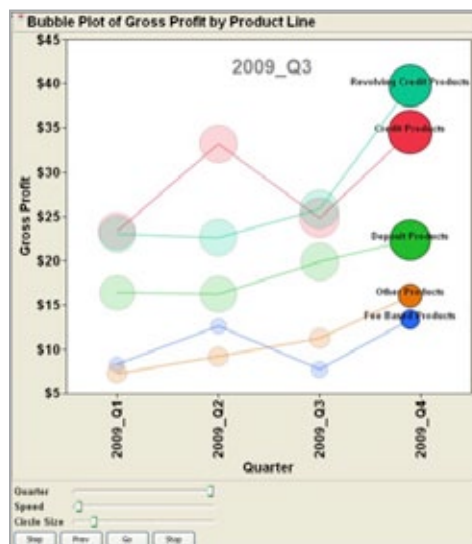 Bubble Plot of Gross Profit by Product Line
2009_Q3
$45
$40
$35
$30
$25
$20
$15
$10
$5
Gross Profit
Revolving Credit Products
Credit Products
Deposit Products
Other Products
Fee Based Products
2009_Q1
2009_Q2
2009_Q3
2009_Q4
Quarter
Quarter
Speed
Circle Size
Step
Prev
Go
Stop